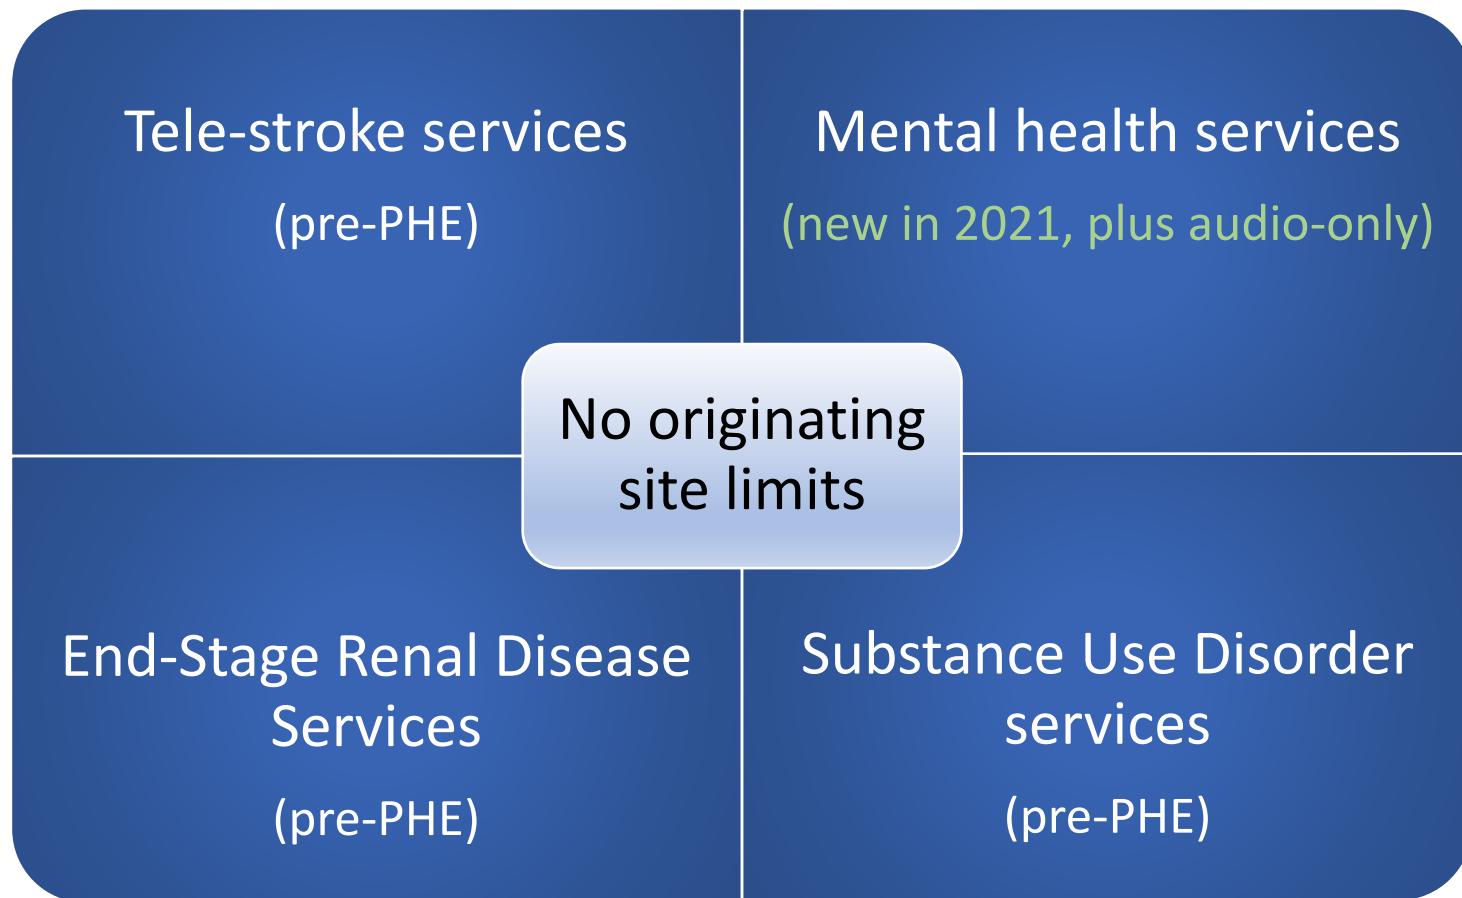 Tele-stroke services
(pre-PHE)
Mental health services
(new in 2021, plus audio-only)
No originating
site limits
End-Stage Renal Disease
Services
(pre-PHE)
Substance Use Disorder
services
(pre-PHE)